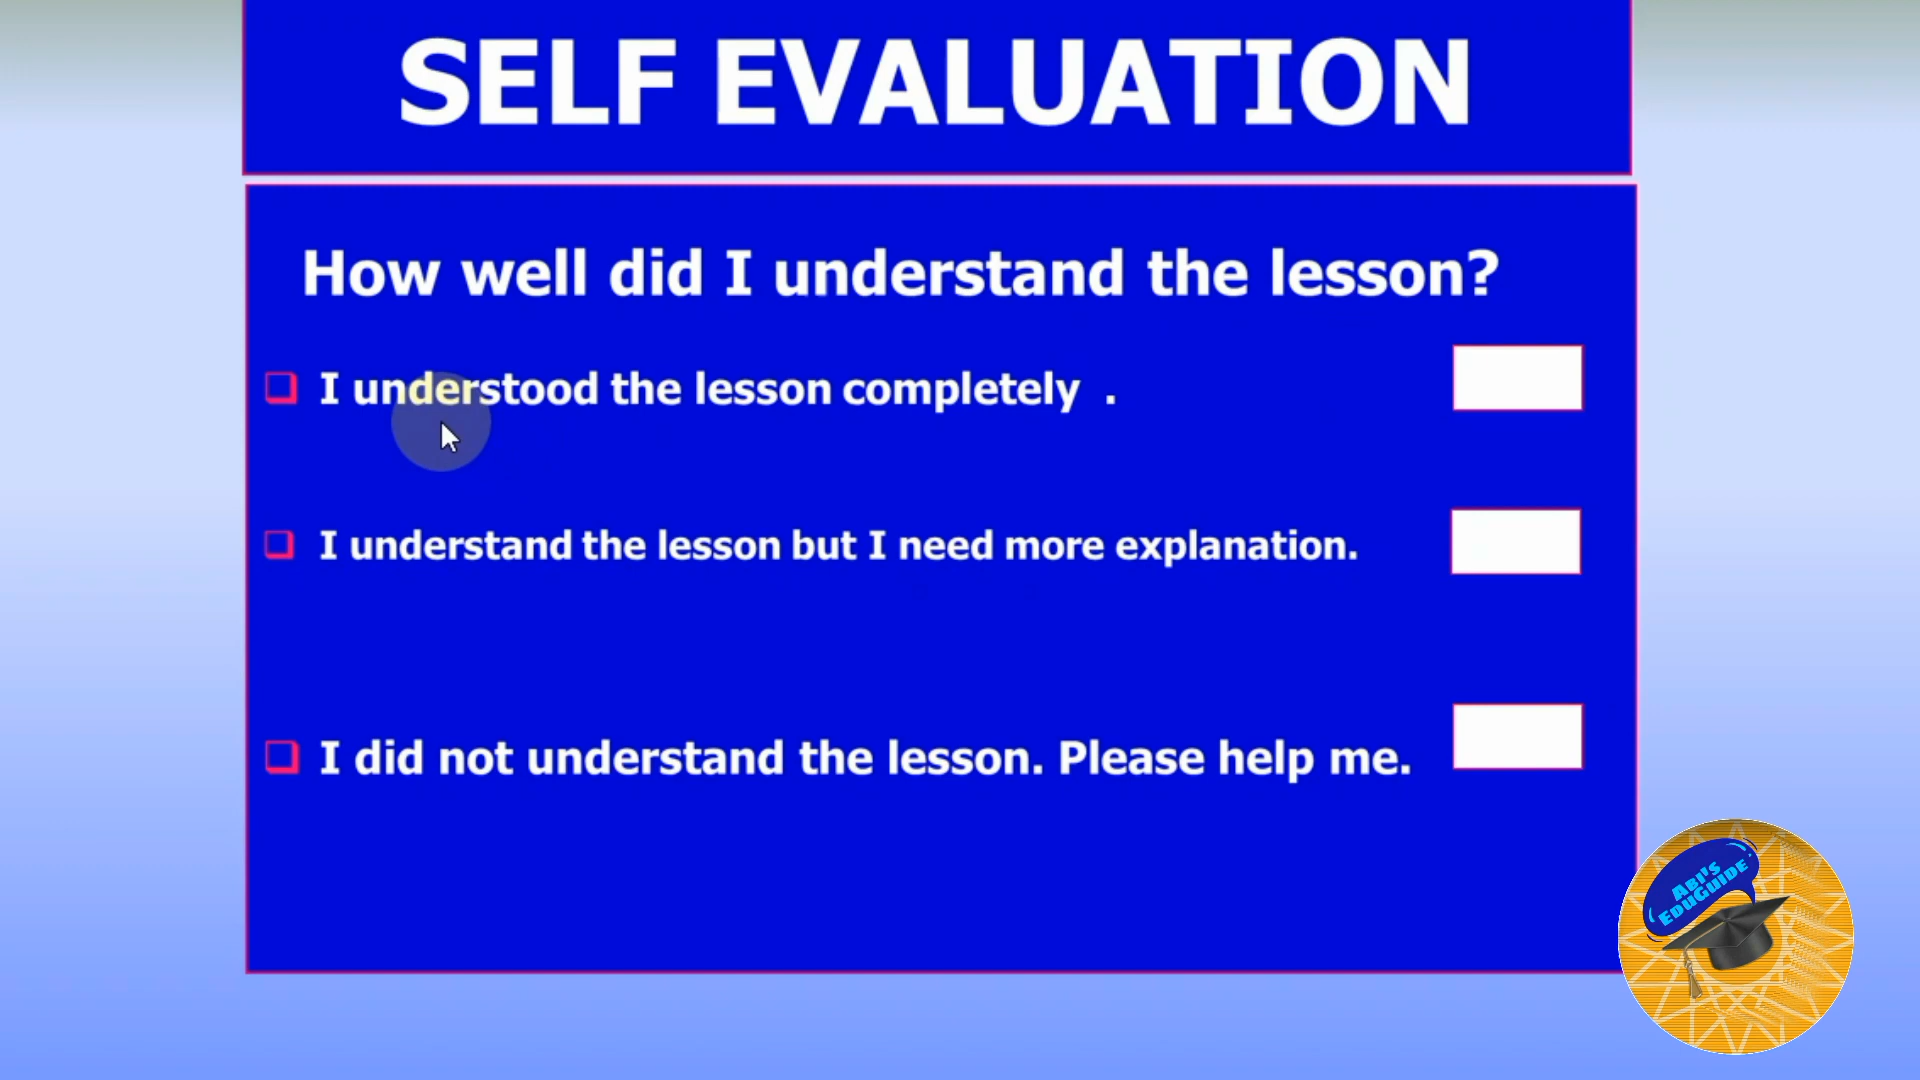 SELF EVALUATION
How well did I understand the lesson?
I understood the lesson completely .
I understand the lesson but I need more explanation.
I did not understand the lesson. Please help me.
ABI'S
EDUGUIDE